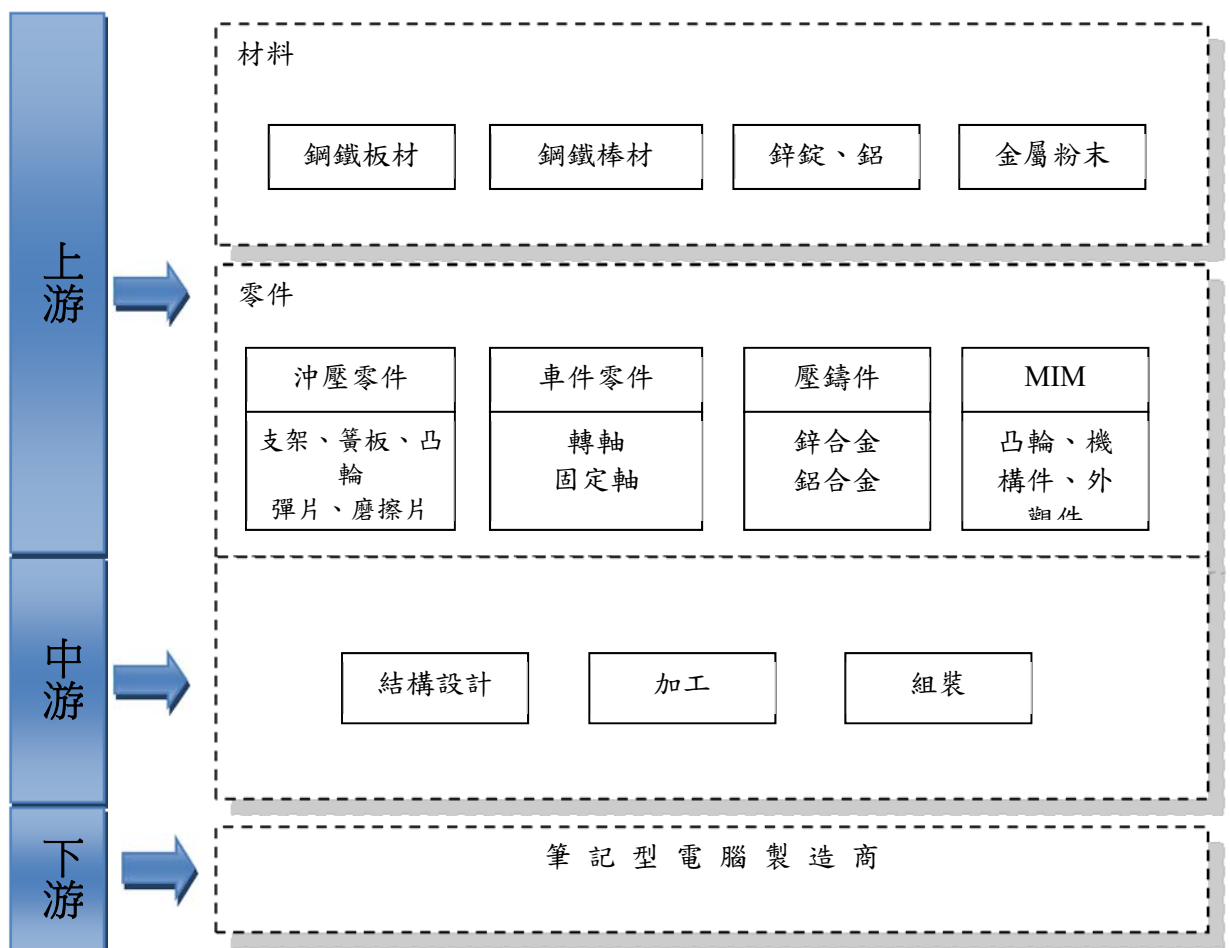 上游
材料
鋼鐵板材
鋼鐵棒材
鋅錠、鋁
金屬粉末
零件
沖壓零件
支架、簧板、凸
輪
彈片、磨擦片
車件零件
轉軸
固定軸
壓鑄件
鋅合金
鋁合金
MIM
凸輪、機
構件、外
觀件
中游
結構設計
加工
組裝
下游
筆記型電腦製造商